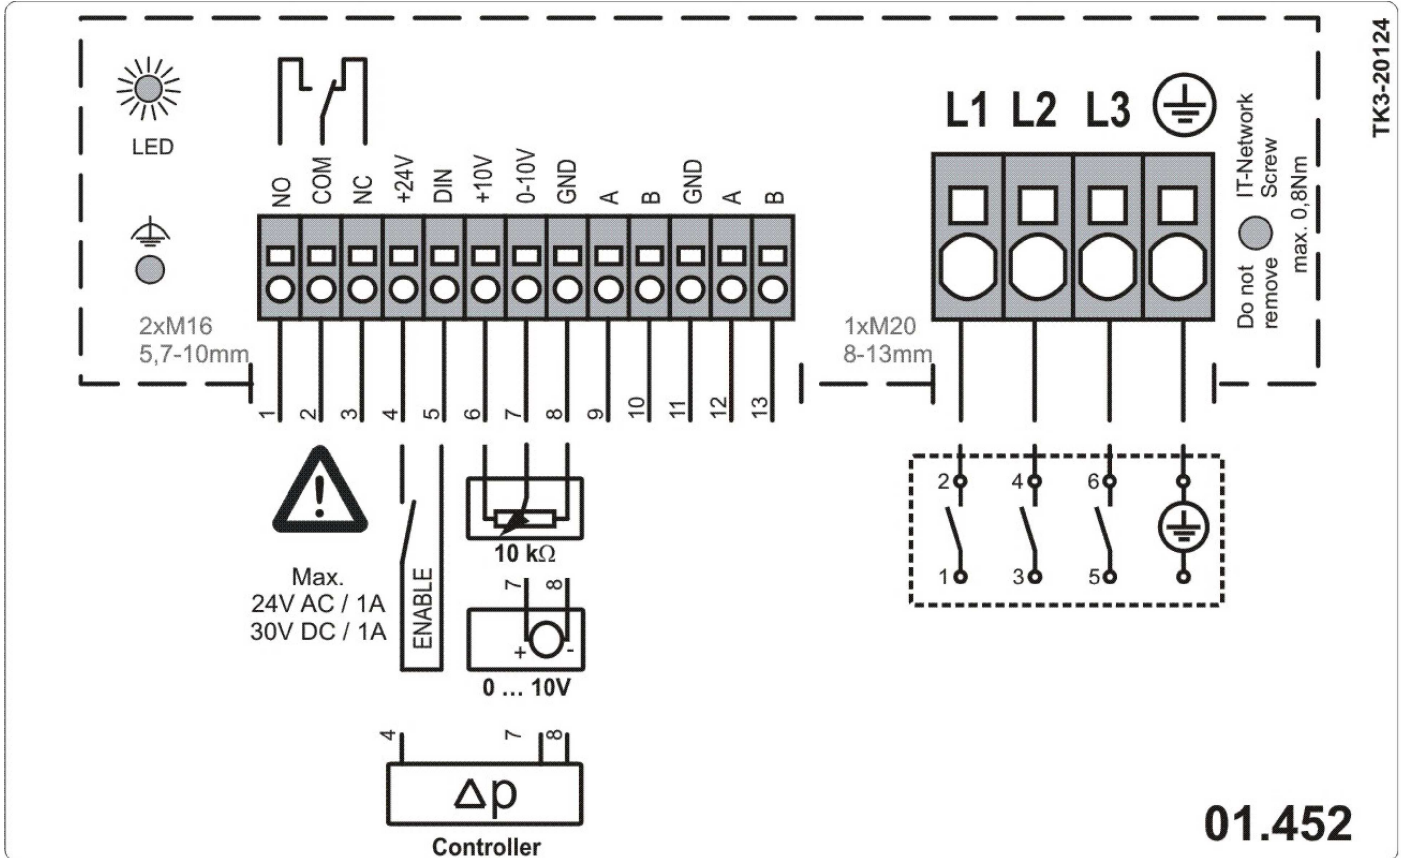 TK3-20124
LED
NO
COM
NC
+24V
DIN
+10V
0-10V
GND
A
B
GND
A
B
L1 L2 L3
Do not remove
IT-Network Screw
max. 0,8Nm
2xM16
5,7-10mm
1xM20
8-13mm
1
2
3
4
5
6
7
8
9
10
11
12
13
!
Max.
24V AC / 1A
30V DC / 1A
ENABLE
10 kΩ
7
8
+ -
0 ... 10V
4
7
8
Δp
Controller
2 4 6
1 3 5
01.452